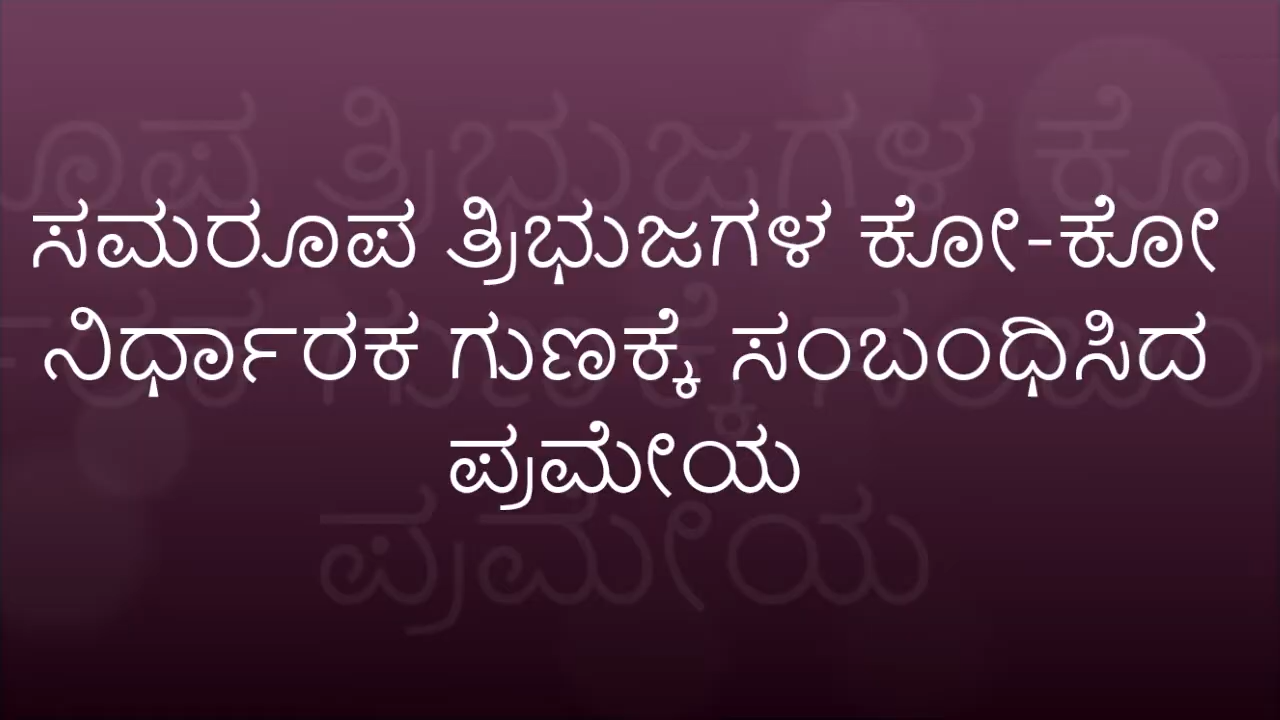 ಸಮರೂಪ ತ್ರಿಭುಜಗಳ ಕೋ-ಕೋ
ನಿರ್ಧಾರಕ ಗುಣಕ್ಕೆ ಸಂಬಂಧಿಸಿದ
ಪ್ರಮೇಯ